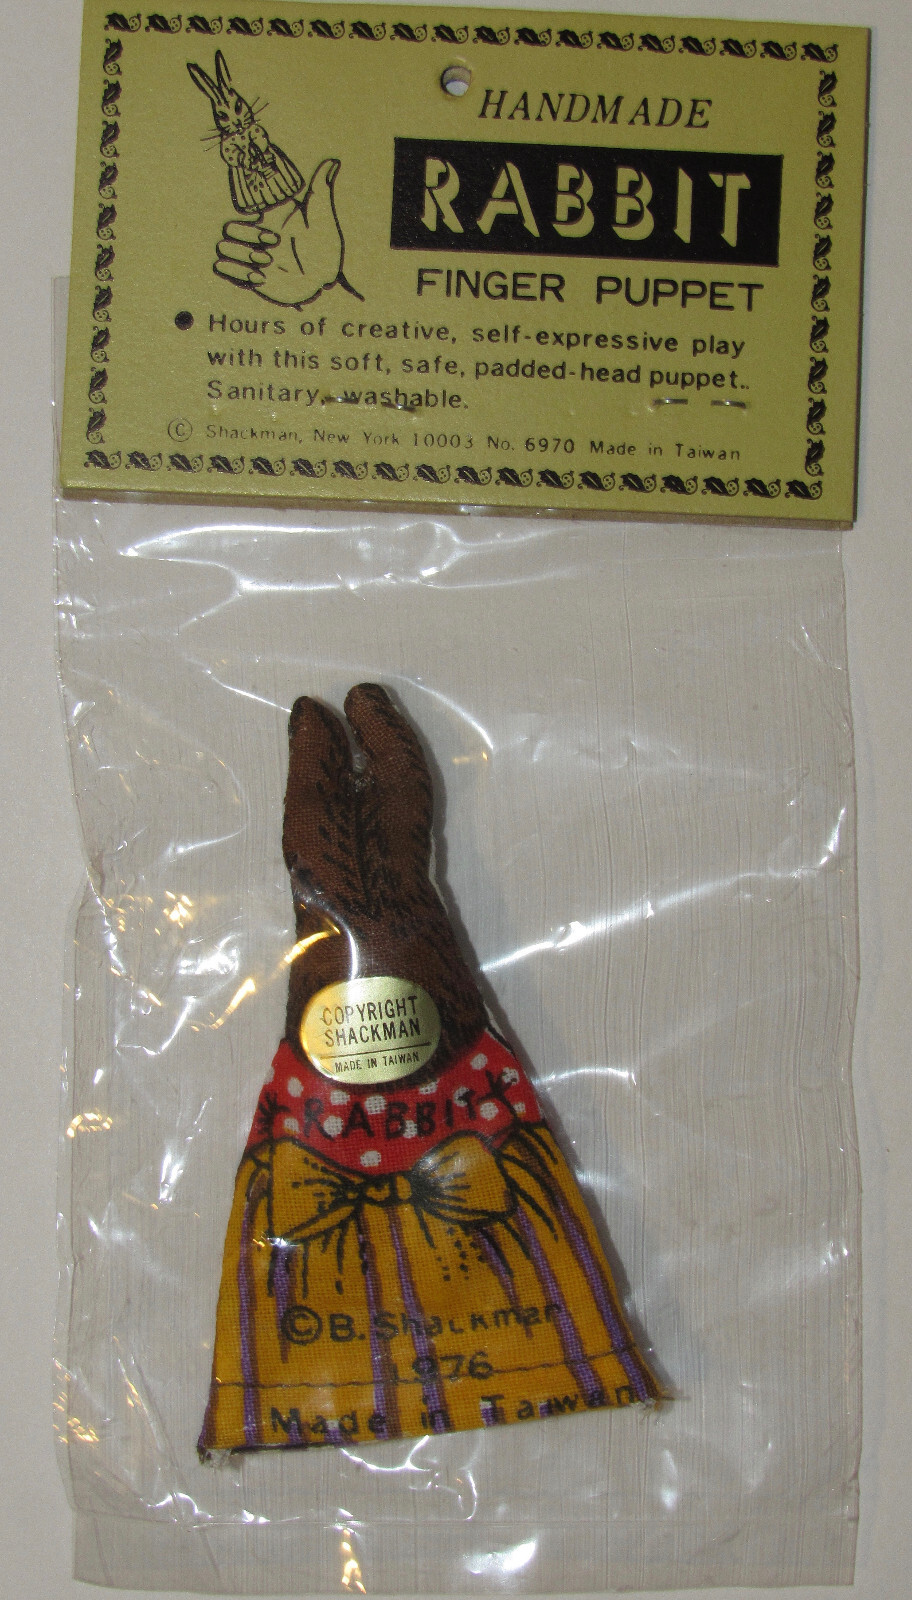 HANDMADE
RABBIT
FINGER PUPPET
● Hours of creative, self-expressive play
with this soft, safe, padded-head puppet..
Sanitary, washable.
© Shackman, New York 10003 No. 6970 Made in Taiwan
COPYRIGHT
SHACKMAN
MADE IN TAIWAN
RABBIT
©B. Shackman
1976
Made in Taiwan